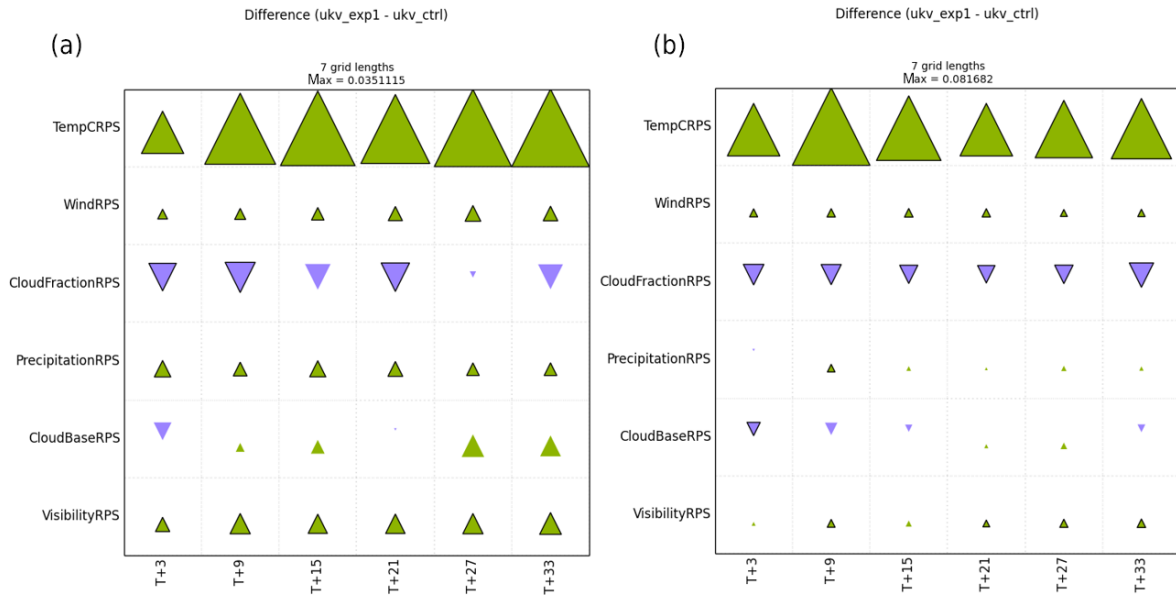 Difference (ukv_exp1 - ukv_ctrl)
(a)
7 grid lengths
Max = 0.0351115
TempCRPS
WindRPS
CloudFractionRPS
PrecipitationRPS
CloudBaseRPS
VisibilityRPS
T+3
T+9
T+15
T+21
T+27
T+33
Difference (ukv_exp1 - ukv_ctrl)
(b)
7 grid lengths
Max = 0.081682
TempCRPS
WindRPS
CloudFractionRPS
PrecipitationRPS
CloudBaseRPS
VisibilityRPS
T+3
T+9
T+15
T+21
T+27
T+33